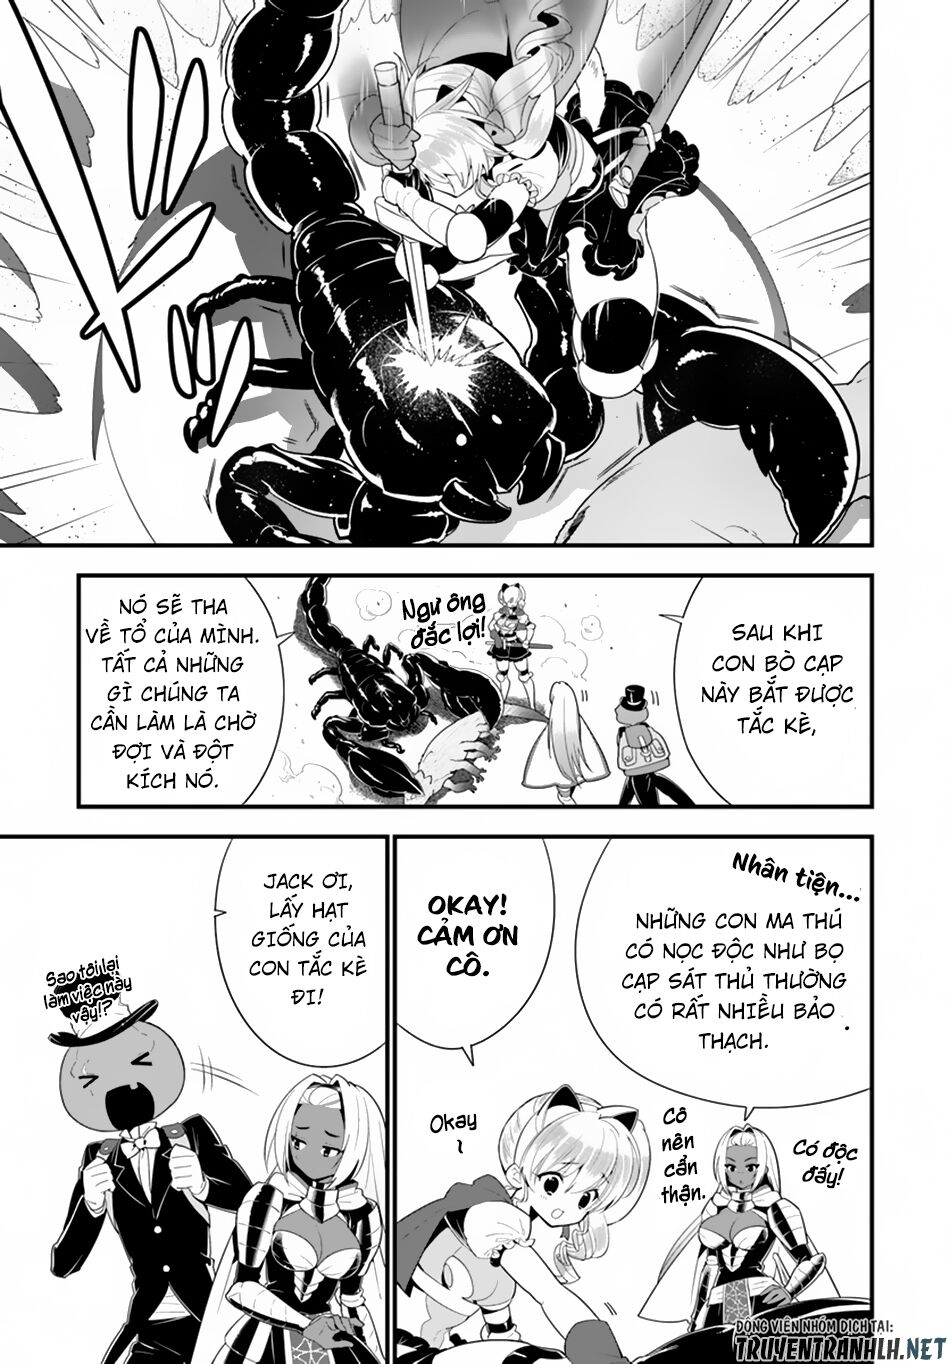 SAU KHI
CON BÒ CẠP
NÀY BẮT ĐƯỢC
TẮC KÈ,
Ngư ông
đắc lợi!
NÓ SẼ THA
VỀ TỔ CỦA MÌNH.
TẤT CẢ NHỮNG
GÌ CHÚNG TA
CẦN LÀM LÀ CHỜ
ĐỢI VÀ ĐỘT
KÍCH NÓ.
Nhân tiện...
NHỮNG CON MA THÚ
CÓ NỌC ĐỘC NHƯ BỌ
CẠP SÁT THỦ THƯỜNG
CÓ RẤT NHIỀU BẢO
THẠCH.
Có độc
đấy!
Cô
nên
cẩn
thận.
OKAY!
CẢM ƠN
CÔ.
Okay
~
JACK ƠI,
LẤY HẠT
GIỐNG CỦA
CON TẮC KÈ
ĐI!
Sao tôi lại
làm việc này
vậy!?
ĐỘNG VIÊN NHÓM DỊCH TẠI:
TRUYENTRANHLH.NET